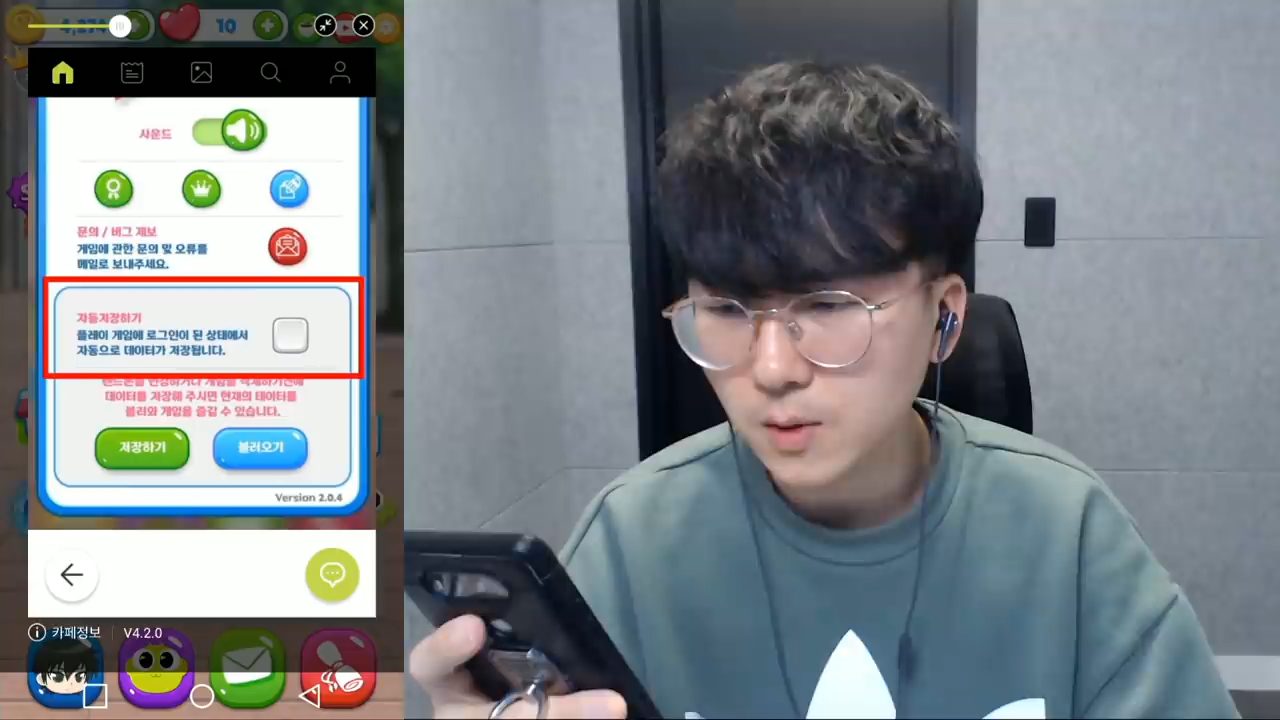 4,274
10
사운드
문의 / 버그 제보
게임에 관한 문의 및 오류를
메일로 보내주세요.
자동저장하기
플레이 게임에 로그인이 된 상태에서
자동으로 데이터가 저장됩니다.
데이터를 저장해 주시면 현재의 데이터를
불러와 게임을 즐길 수 있습니다.
저장하기
불러오기
Version 2.0.4
카페정보
V4.2.0